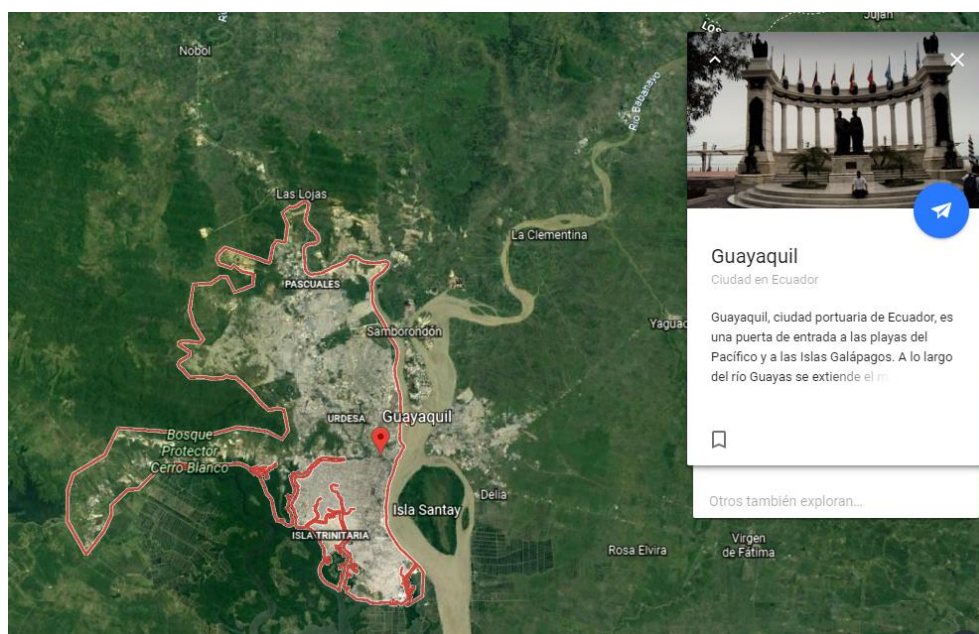 Jujan
LOS
Nobol
Río Babahoyo
Las Lojas
La Clementina
PASCUALES
Samborondón
URDESA
Guayaquil
Bosque
Protector
Cerro Blanco
Isla Santay
Delia
ISLA TRINITARIA
Rosa Elvira
Virgen
de Fátima
Guayaquil
Ciudad en Ecuador
Guayaquil, ciudad portuaria de Ecuador, es
una puerta de entrada a las playas del
Pacífico y a las Islas Galápagos. A lo largo
del río Guayas se extiende el m
Otros también exploran...